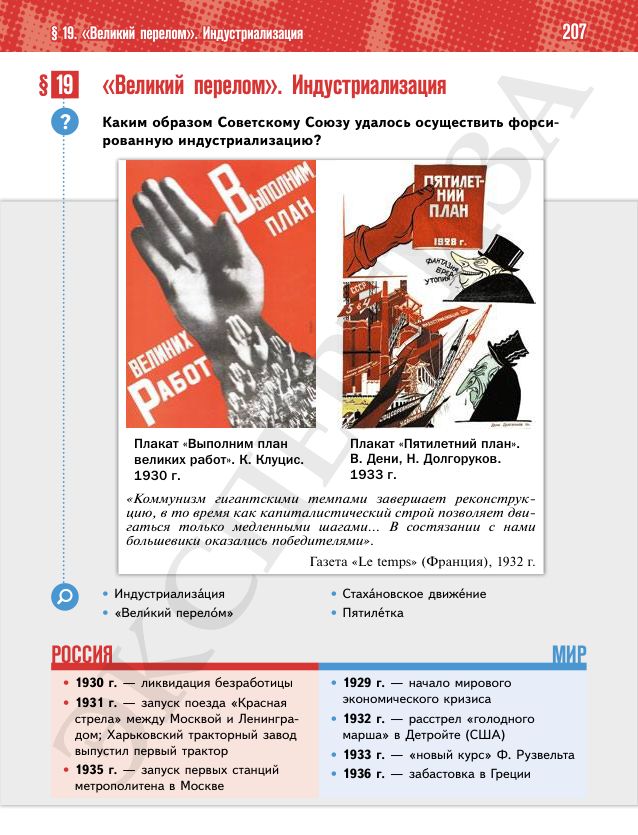 § 19. «Великий перелом». Индустриализация
207
§ 19 «Великий перелом». Индустриализация
?
Каким образом Советскому Союзу удалось осуществить форси-
рованную индустриализацию?
Выполним
план
великих
работ
ПЯТИЛЕТ-
НИЙ
ПЛАН
1928 г.
ФАНТАЗИЯ,
БРЕД,
УТОПИЯ
СССР
5 в 4
Плакат «Выполним план
великих работ». К. Клуцис.
1930 г.
Плакат «Пятилетний план».
В. Дени, Н. Долгоруков.
1933 г.
«Коммунизм гигантскими темпами завершает реконструк-
цию, в то время как капиталистический строй позволяет дви-
гаться только медленными шагами... В состязании с нами
большевики оказались победителями».
Газета «Le temps» (Франция), 1932 г.
• Индустриализа́ция
• «Вели́кий перело́м»
• Стаха́новское движе́ние
• Пятиле́тка
РОССИЯ
• 1930 г. — ликвидация безработицы
• 1931 г. — запуск поезда «Красная
стрела» между Москвой и Ленингра-
дом; Харьковский тракторный завод
выпустил первый трактор
• 1935 г. — запуск первых станций
метрополитена в Москве
МИР
• 1929 г. — начало мирового
экономического кризиса
• 1932 г. — расстрел «голодного
марша» в Детройте (США)
• 1933 г. — «новый курс» Ф. Рузвельта
• 1936 г. — забастовка в Греции